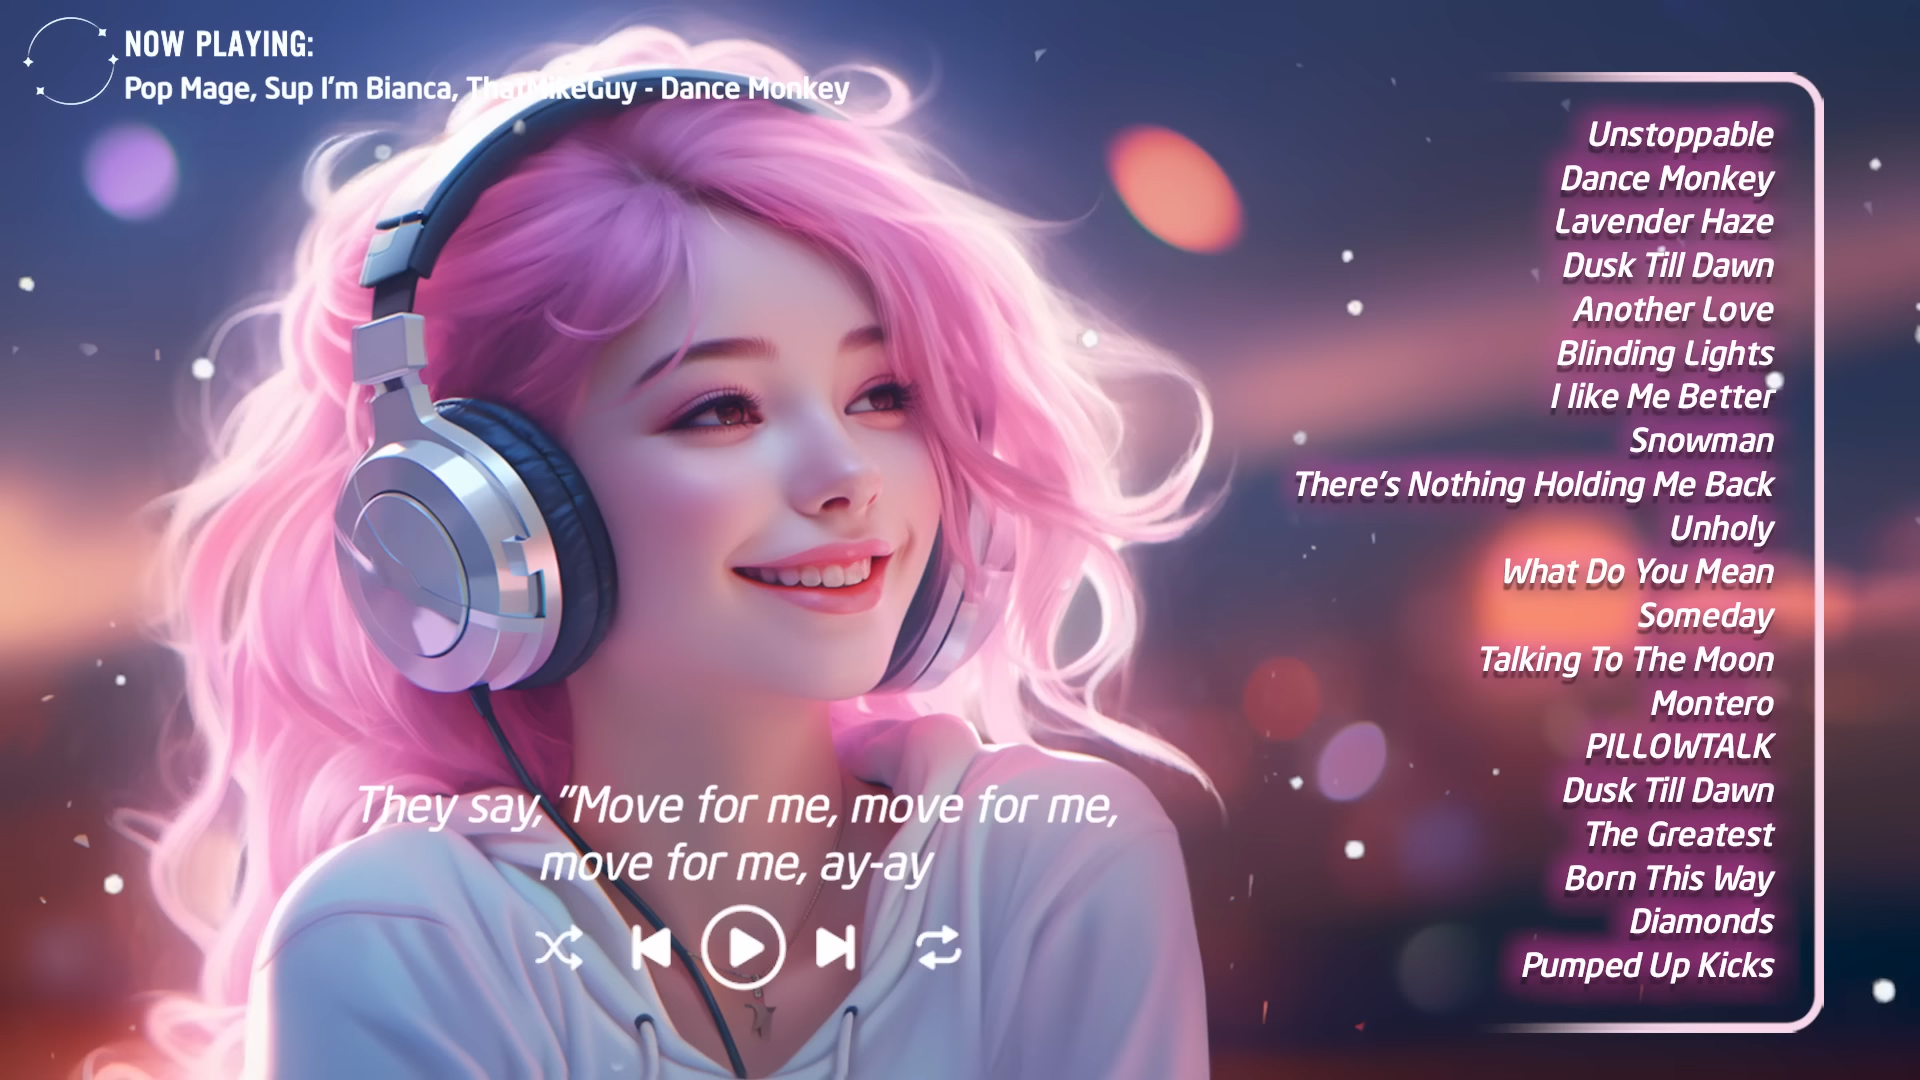 NOW PLAYING:
Pop Mage, Sup I'm Bianca, ThatMikeGuy - Dance Monkey
Unstoppable
Dance Monkey
Lavender Haze
Dusk Till Dawn
Another Love
Blinding Lights
I like Me Better
Snowman
There's Nothing Holding Me Back
Unholy
What Do You Mean
Someday
Talking To The Moon
Montero
PILLOWTALK
Dusk Till Dawn
The Greatest
Born This Way
Diamonds
Pumped Up Kicks
They say, "Move for me, move for me,
move for me, ay-ay